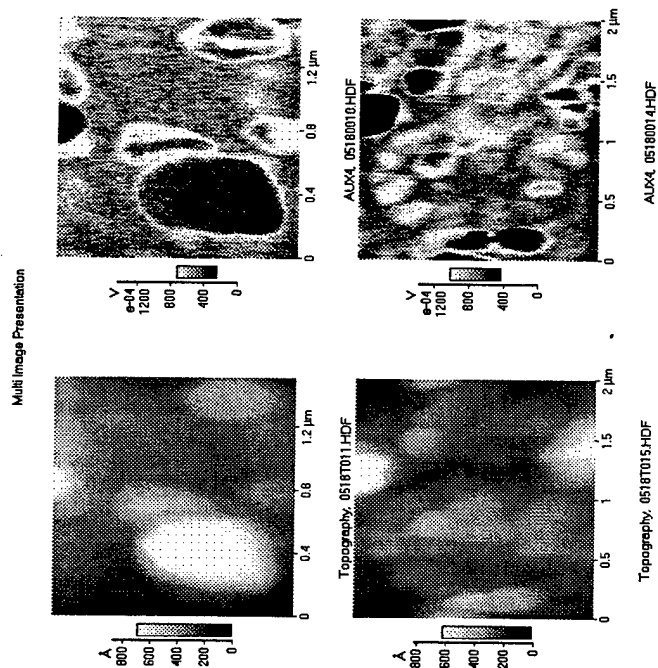 Multi Image Presentation
V
e-04
1200
800
400
0
0 0.4 0.8 1.2 µm
AUX4, 05180010.HDF
V
e-04
1200
800
400
0
0 0.5 1 1.5 2 µm
AUX4, 05180014.HDF
Å
800
600
400
200
0
0 0.4 0.8 1.2 µm
Topography, 0518T011.HDF
Å
800
600
400
200
0
0 0.5 1 1.5 2 µm
Topography, 0518T015.HDF